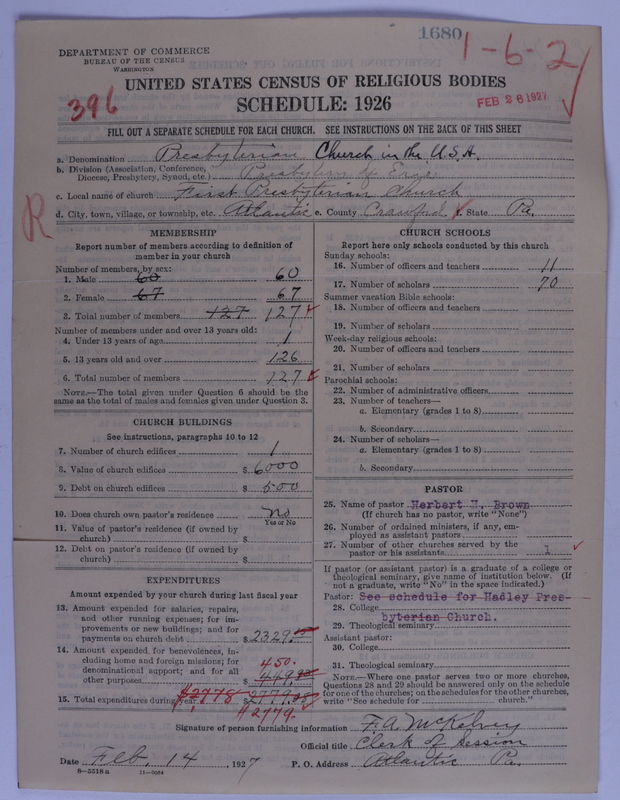 1680
1-6-2
DEPARTMENT OF COMMERCE
BUREAU OF THE CENSUS
WASHINGTON
UNITED STATES CENSUS OF RELIGIOUS BODIES
SCHEDULE: 1926
396
FEB 26 1927
FILL OUT A SEPARATE SCHEDULE FOR EACH CHURCH. SEE INSTRUCTIONS ON THE BACK OF THIS SHEET
a. Denomination Presbyterian Church in the U.S.A.
b. Division (Association, Conference, Diocese, Presbytery, Synod, etc.) Presbytery of Erie
c. Local name of church First Presbyterian Church
d. City, town, village, or township, etc. Atlantic e. County Crawford f. State Pa.
R
MEMBERSHIP
Report number of members according to definition of
member in your church
Number of members, by sex:
1. Male 60 60
2. Female 67 67
3. Total number of members 127 127
Number of members under and over 13 years old:
4. Under 13 years of age 1
5. 13 years old and over 126
6. Total number of members 127
NOTE.—The total given under Question 6 should be
same as the total of males and females given under Question 3.
CHURCH BUILDINGS
See instructions, paragraphs 10 to 12
7. Number of church edifices 1
8. Value of church edifices $ 6000
9. Debt on church edifices $ 500
10. Does church own pastor's residence no
Yes or No
11. Value of pastor's residence (if owned by
church) $
12. Debt on pastor's residence (if owned by
church) $
EXPENDITURES
Amount expended by your church during last fiscal year
13. Amount expended for salaries, repairs,
and other running expenses; for im-
provements or new buildings; and for
payments on church debt $ 2329.
14. Amount expended for benevolences, in-
cluding home and foreign missions; for
denominational support; and for all
other purposes $ 449.
450.
15. Total expenditures during year $2778 $ 2779.
$2779.
CHURCH SCHOOLS
Report here only schools conducted by this church
Sunday schools:
16. Number of officers and teachers 11
17. Number of scholars 70
Summer vacation Bible schools:
18. Number of officers and teachers
19. Number of scholars
Week-day religious schools:
20. Number of officers and teachers
21. Number of scholars
Parochial schools:
22. Number of administrative officers
23. Number of teachers—
a. Elementary (grades 1 to 8)
b. Secondary
24. Number of scholars—
a. Elementary (grades 1 to 8)
b. Secondary
PASTOR
25. Name of pastor Herbert H. Brown
(If church has no pastor, write "None")
26. Number of ordained ministers, if any, em-
ployed as assistant pastors
27. Number of other churches served by the
pastor or his assistants 1
If pastor (or assistant pastor) is a graduate of a college or
theological seminary, give name of institution below. (If
not a graduate, write "No" in the space indicated.)
Pastor: See schedule for Hadley Pres-
28. College
byterian Church.
29. Theological seminary
Assistant pastor:
30. College
31. Theological seminary
NOTE.—Where one pastor serves two or more churches,
Questions 28 and 29 should be answered only on the schedule
for one of the churches; on the schedules for the other churches,
write "See schedule for church."
Signature of person furnishing information F. A. McKelvey
Official title Clerk of Session
Date Feb. 14, 1927 P. O. Address Atlantic Pa.
8—5518 a 11—9064